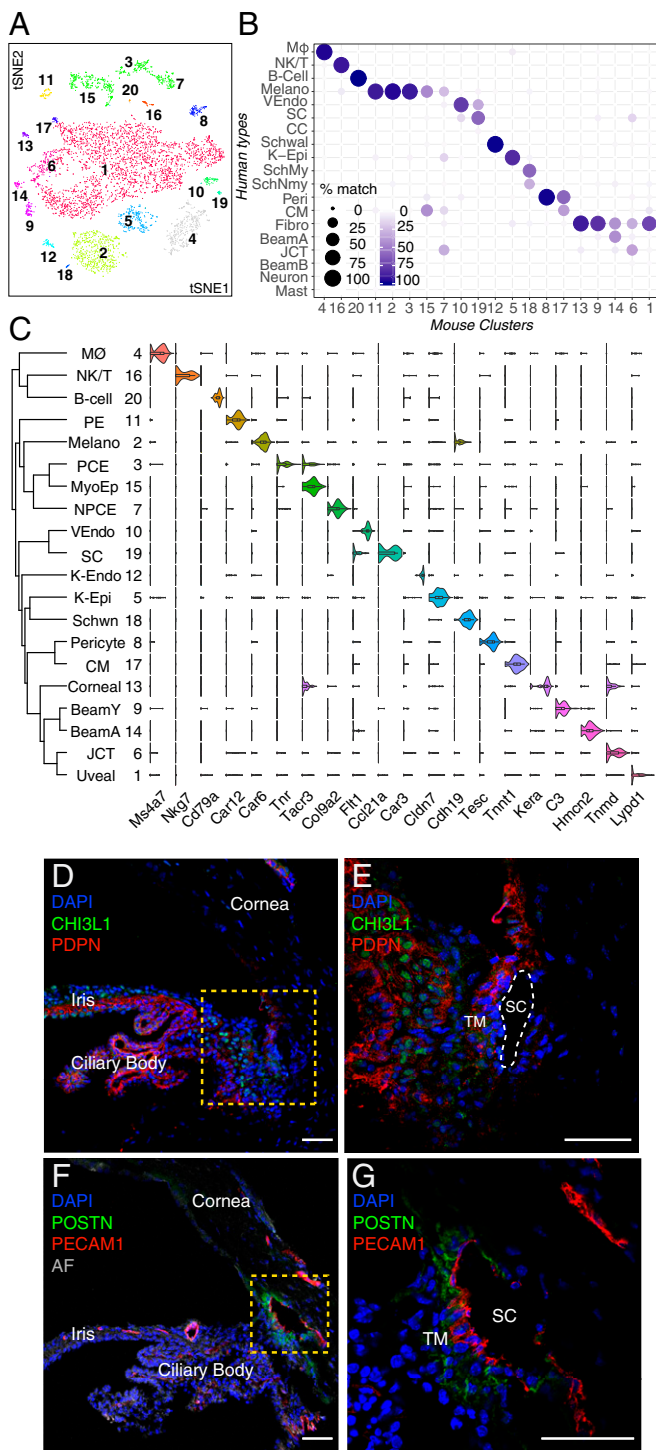 A
tSNE2
tSNE1
3
11
15
20
7
16
8
17
13
6
1
14
10
19
9
5
4
12
2
18
B
Human types
MΦ
NK/T
B-Cell
Melano
VEndo
SC
CC
Schwal
K-Epi
SchMy
SchNmy
Peri
CM
Fibro
BeamA
JCT
BeamB
Neuron
Mast
% match
0
25
50
75
100
0
25
50
75
100
4 16 20 11 2 3 15 7 10 19 12 5 18 8 17 13 9 14 6 1
Mouse Clusters
C
MØ 4
NK/T 16
B-cell 20
PE 11
Melano 2
PCE 3
MyoEp 15
NPCE 7
VEndo 10
SC 19
K-Endo 12
K-Epi 5
Schwn 18
Pericyte 8
CM 17
Corneal 13
BeamY 9
BeamA 14
JCT 6
Uveal 1
Ms4a7
Nkg7
Cd79a
Car12
Car6
Tnr
Tacr3
Col9a2
Flt1
Ccl21a
Car3
Cldn7
Cdh19
Tesc
Tnnt1
Kera
C3
Hmcn2
Tnmd
Lypd1
D
DAPI
CHI3L1
PDPN
Cornea
Iris
Ciliary Body
E
DAPI
CHI3L1
PDPN
TM
SC
F
DAPI
POSTN
PECAM1
AF
Cornea
Iris
Ciliary Body
G
DAPI
POSTN
PECAM1
TM
SC